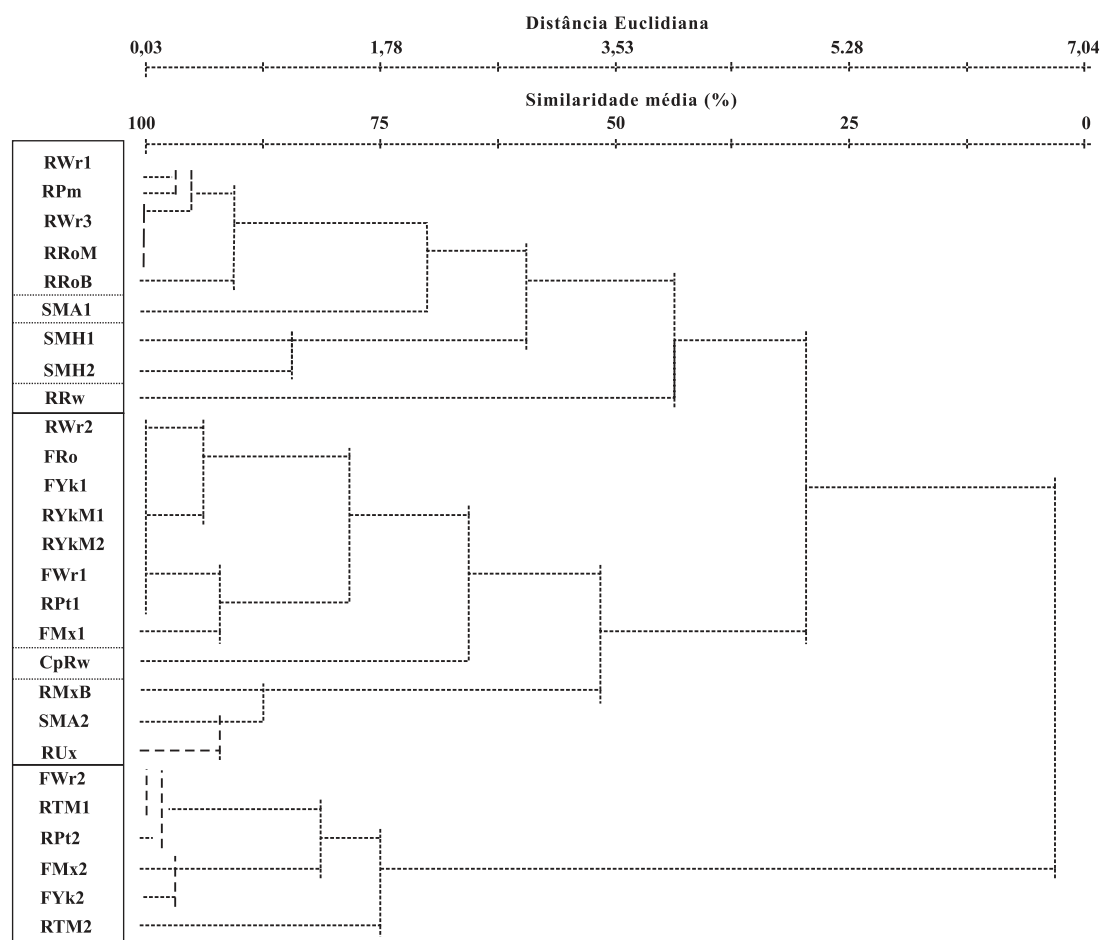 Distância Euclidiana
0,03 1,78 3,53 5.28 7,04
Similaridade média (%)
100 75 50 25 0
RWr1
RPm
RWr3
RRoM
RRoB
SMA1
SMH1
SMH2
RRw
RWr2
FRo
FYk1
RYkM1
RYkM2
FWr1
RPt1
FMx1
CpRw
RMxB
SMA2
RUx
FWr2
RTM1
RPt2
FMx2
FYk2
RTM2